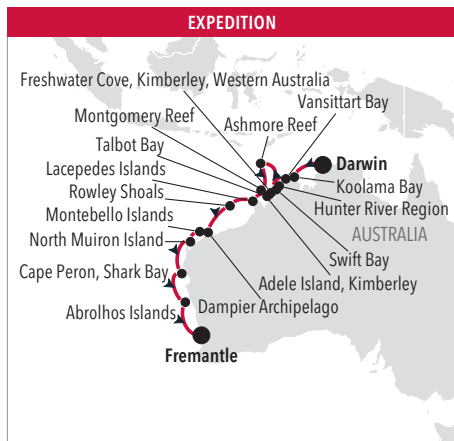 EXPEDITION
Freshwater Cove, Kimberley, Western Australia
Vansittart Bay
Montgomery Reef
Ashmore Reef
Talbot Bay
Darwin
Lacepedes Islands
Koolama Bay
Rowley Shoals
Hunter River Region
Montebello Islands
AUSTRALIA
North Muiron Island
Swift Bay
Cape Peron, Shark Bay
Adele Island, Kimberley
Abrolhos Islands
Dampier Archipelago
Fremantle